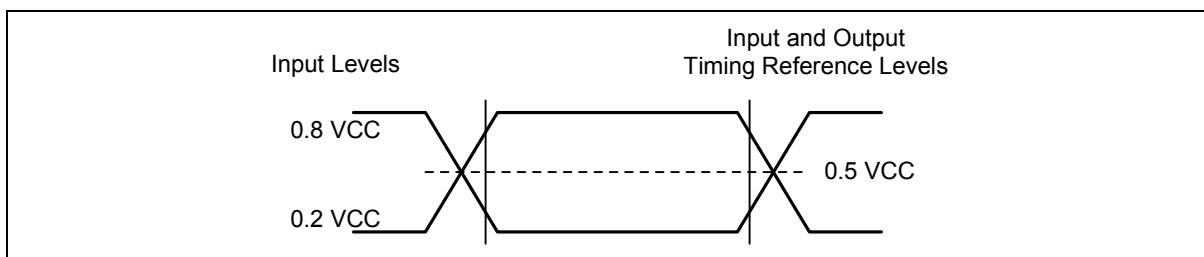 Input Levels
Input and Output
Timing Reference Levels
0.8 VCC
0.5 VCC
0.2 VCC